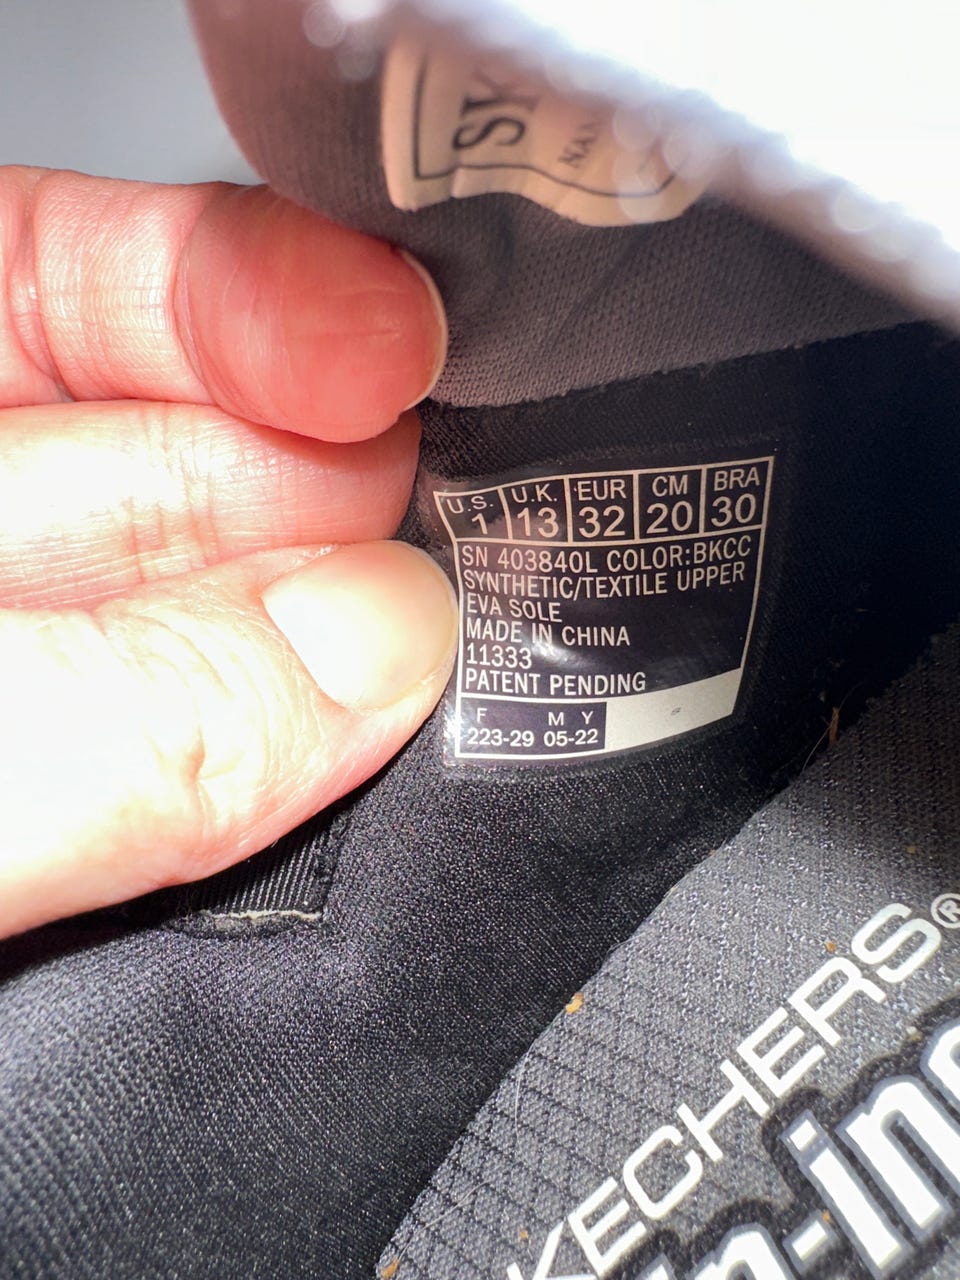 SY
U.S. U.K. EUR CM BRA
1 13 32 20 30
SN 403840L COLOR:BKCC
SYNTHETIC/TEXTILE UPPER
EVA SOLE
MADE IN CHINA
11333
PATENT PENDING
F M Y
223-29 05-22
SKECHERS®